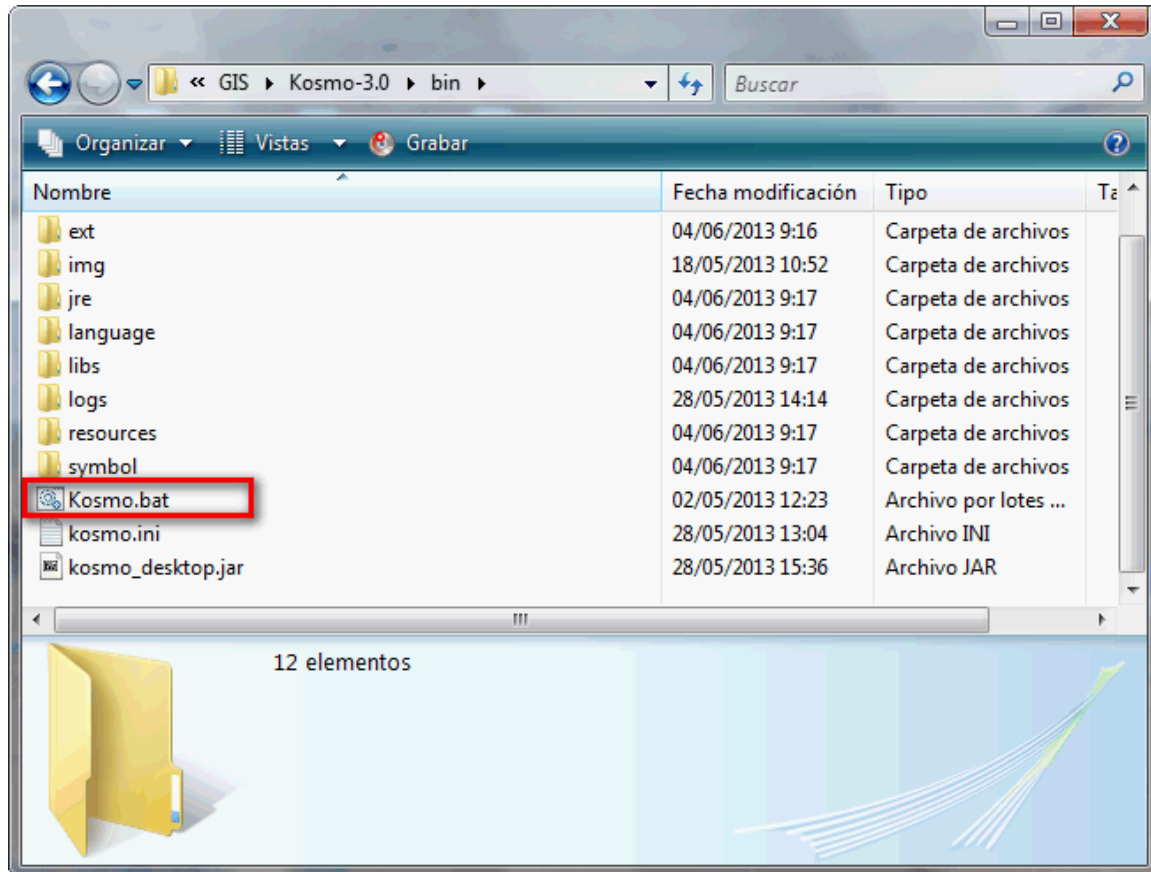 « GIS ▸ Kosmo-3.0 ▸ bin ▸ Buscar
Organizar Vistas Grabar
Nombre Fecha modificación Tipo Ta
ext 04/06/2013 9:16 Carpeta de archivos
img 18/05/2013 10:52 Carpeta de archivos
jre 04/06/2013 9:17 Carpeta de archivos
language 04/06/2013 9:17 Carpeta de archivos
libs 04/06/2013 9:17 Carpeta de archivos
logs 28/05/2013 14:14 Carpeta de archivos
resources 04/06/2013 9:17 Carpeta de archivos
symbol 04/06/2013 9:17 Carpeta de archivos
Kosmo.bat 02/05/2013 12:23 Archivo por lotes ...
kosmo.ini 28/05/2013 13:04 Archivo INI
kosmo_desktop.jar 28/05/2013 15:36 Archivo JAR
12 elementos